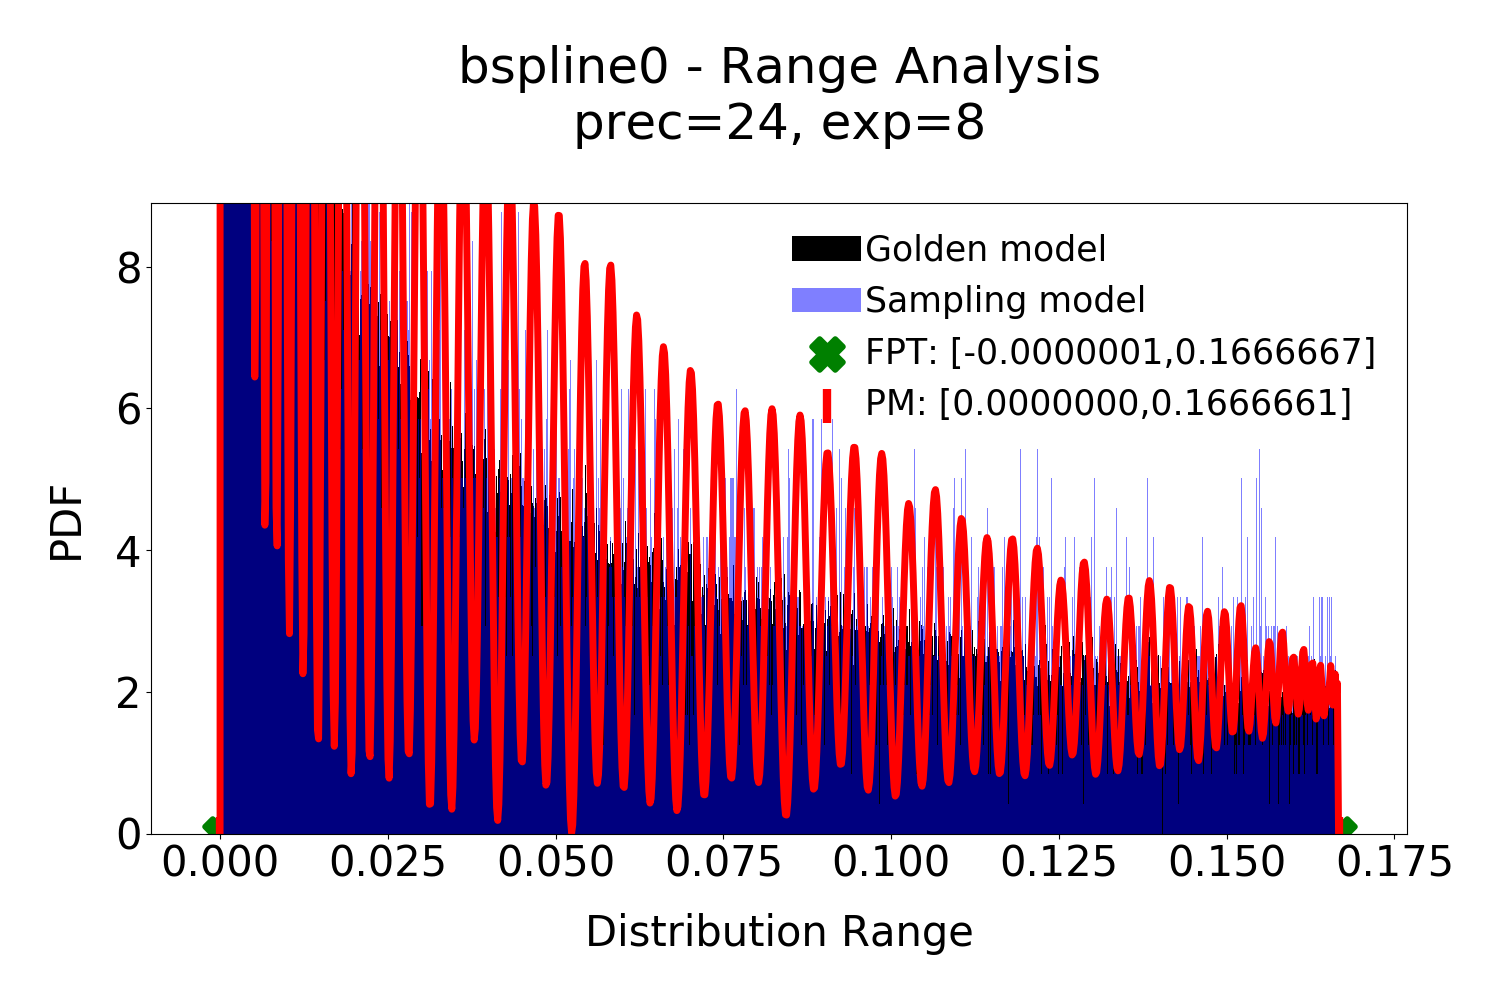 bspline0 - Range Analysis
prec=24, exp=8
PDF
8
6
4
2
0
Golden model
Sampling model
FPT: [-0.0000001,0.1666667]
PM: [0.0000000,0.1666661]
0.000 0.025 0.050 0.075 0.100 0.125 0.150 0.175
Distribution Range